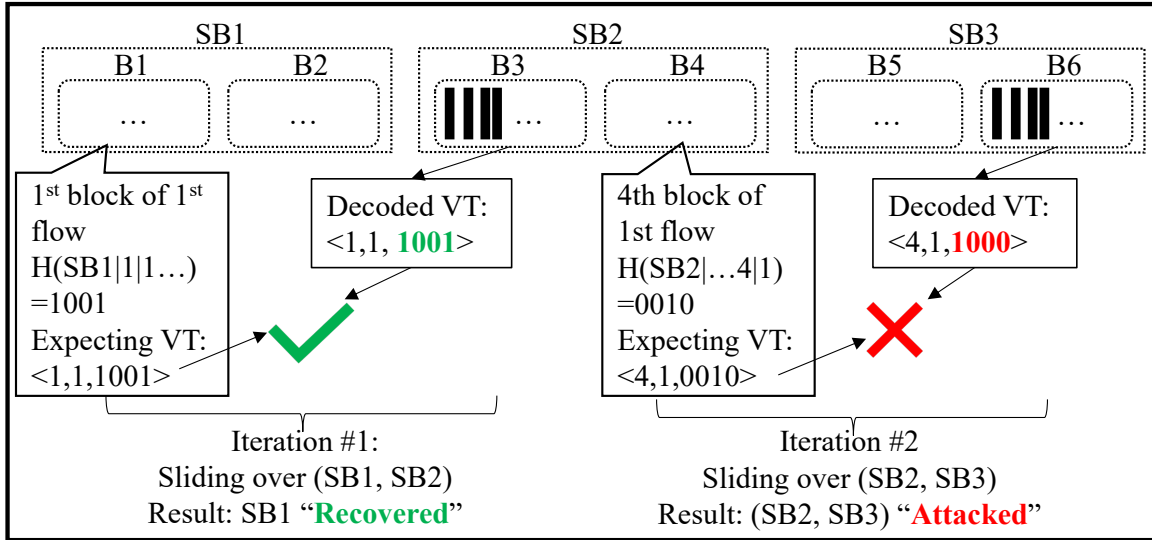 SB1 SB2 SB3
B1 B2 B3 B4 B5 B6
... ... ... ... ... ...
1st block of 1st
flow
H(SB1|1|1…)
=1001
Expecting VT:
<1,1,1001>
Decoded VT:
<1,1, 1001>
4th block of
1st flow
H(SB2|…4|1)
=0010
Expecting VT:
<4,1,0010>
Decoded VT:
<4,1,1000>
Iteration #1:
Sliding over (SB1, SB2)
Result: SB1 “Recovered”
Iteration #2
Sliding over (SB2, SB3)
Result: (SB2, SB3) “Attacked”